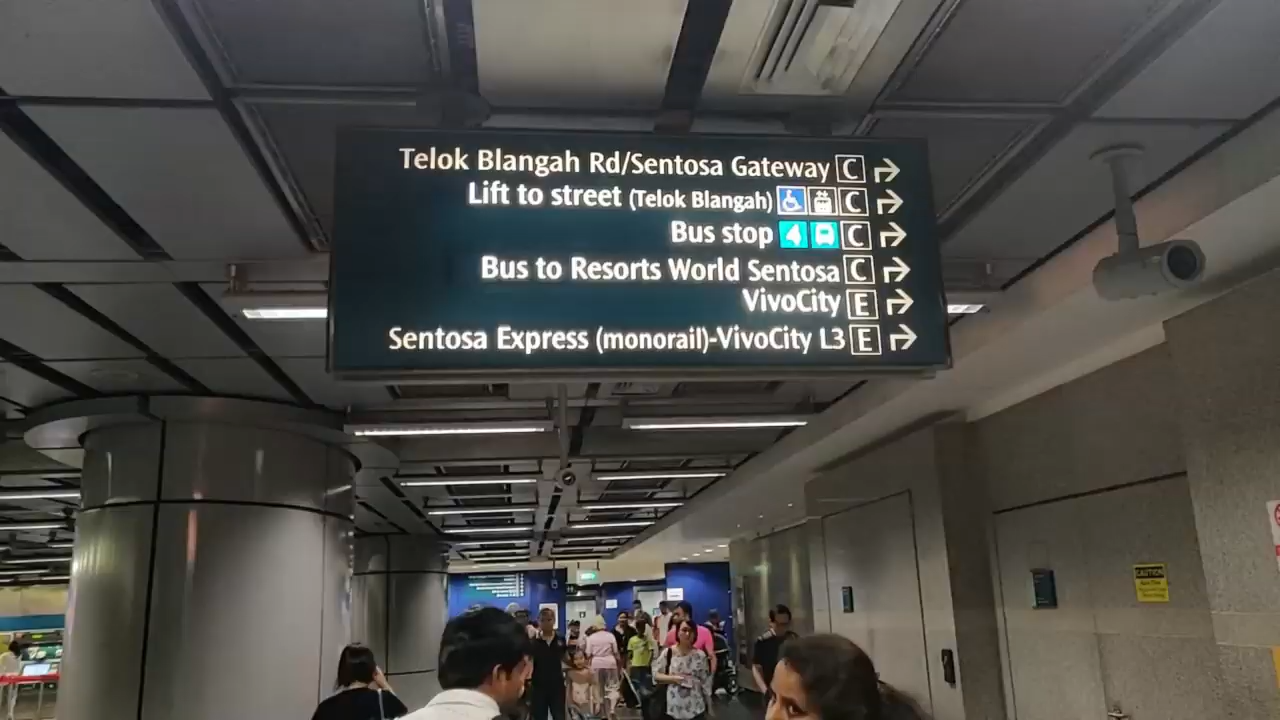 Telok Blangah Rd/Sentosa Gateway C
Lift to street (Telok Blangah) C
Bus stop 4 C
Bus to Resorts World Sentosa C
VivoCity E
Sentosa Express (monorail)-VivoCity L3 E
CAUTION